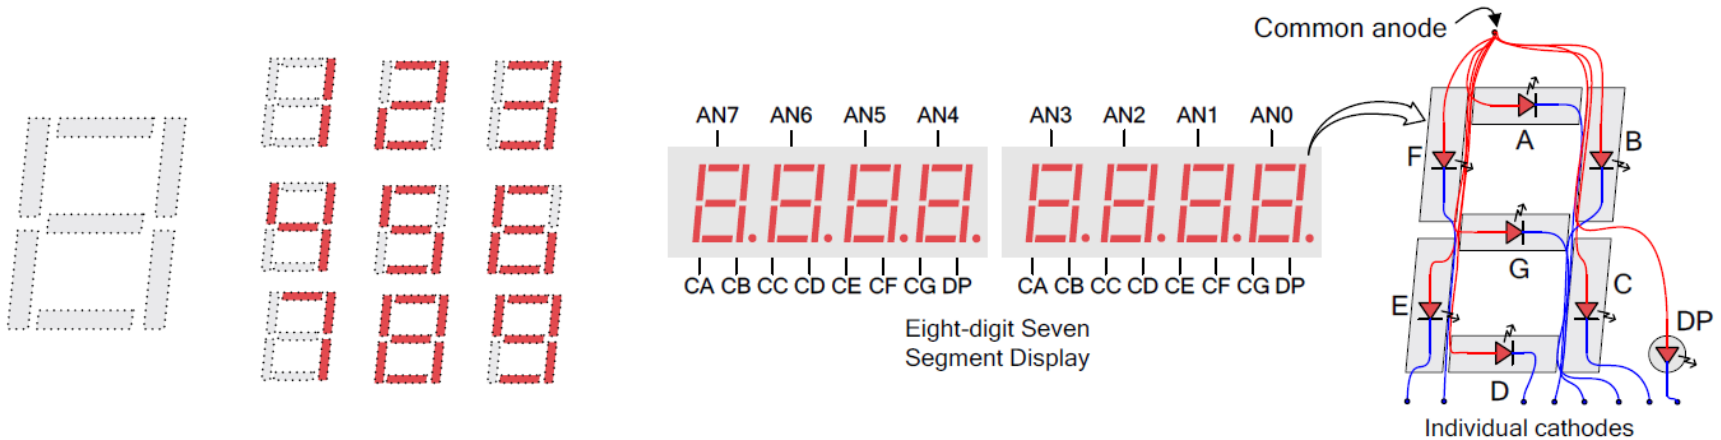 Common anode
AN7 AN6 AN5 AN4 AN3 AN2 AN1 AN0
CA CB CC CD CE CF CG DP CA CB CC CD CE CF CG DP
Eight-digit Seven
Segment Display
A
F B
G
E C
DP
D
Individual cathodes